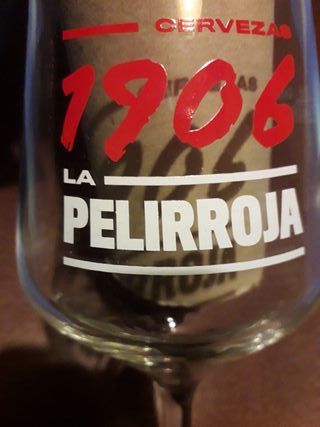 CERVEZAS
1906
LA
PELIRROJA